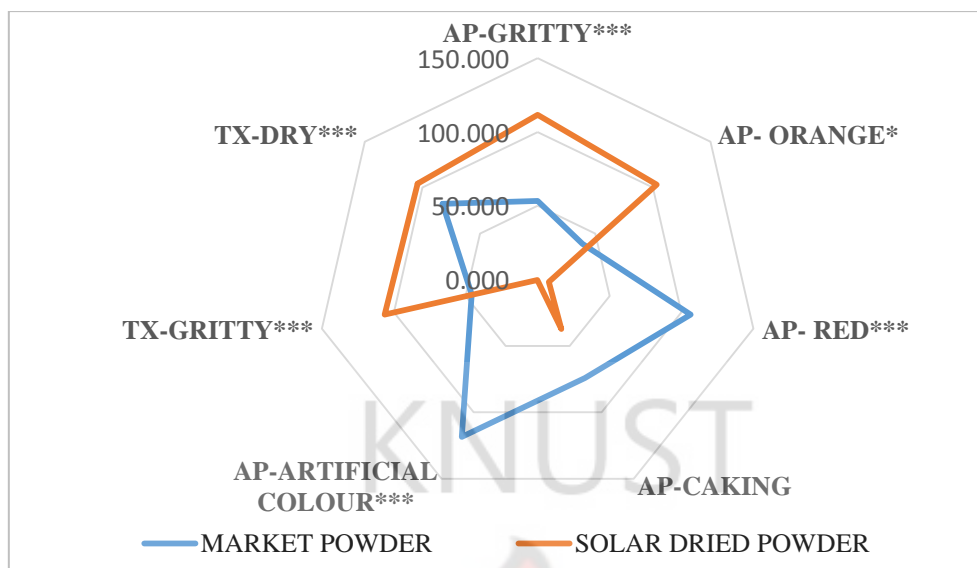 AP-GRITTY***
150.000
TX-DRY***
100.000
AP- ORANGE*
50.000
0.000
TX-GRITTY***
AP- RED***
KNUST
AP-ARTIFICIAL
COLOUR***
AP-CAKING
MARKET POWDER
SOLAR DRIED POWDER